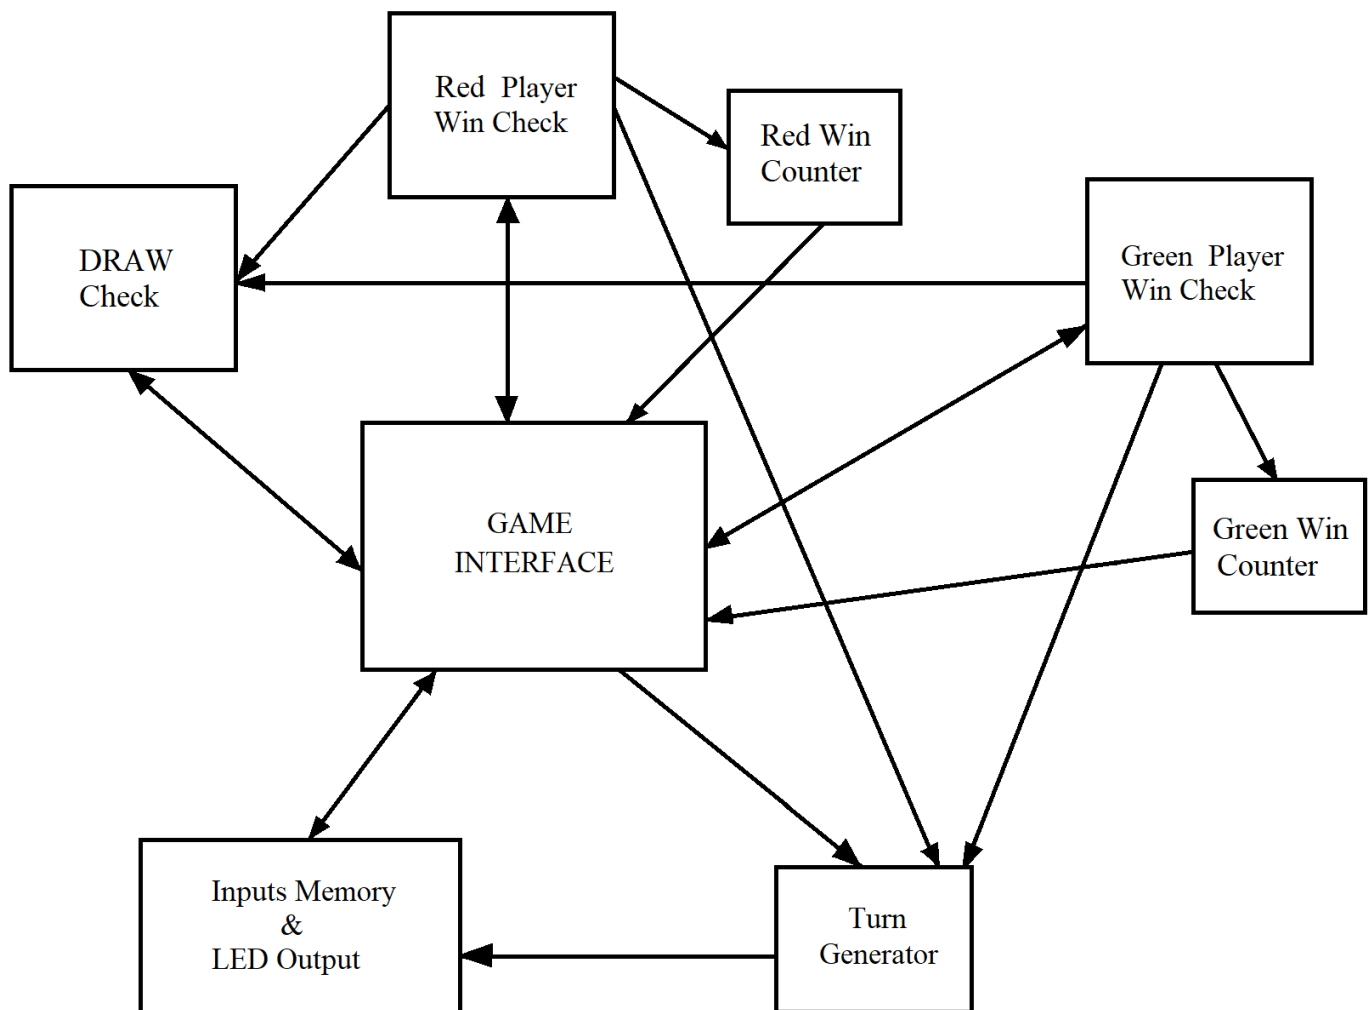 Red Player
Win Check
Red Win
Counter
DRAW
Check
Green Player
Win Check
GAME
INTERFACE
Green Win
Counter
Inputs Memory
&
LED Output
Turn
Generator